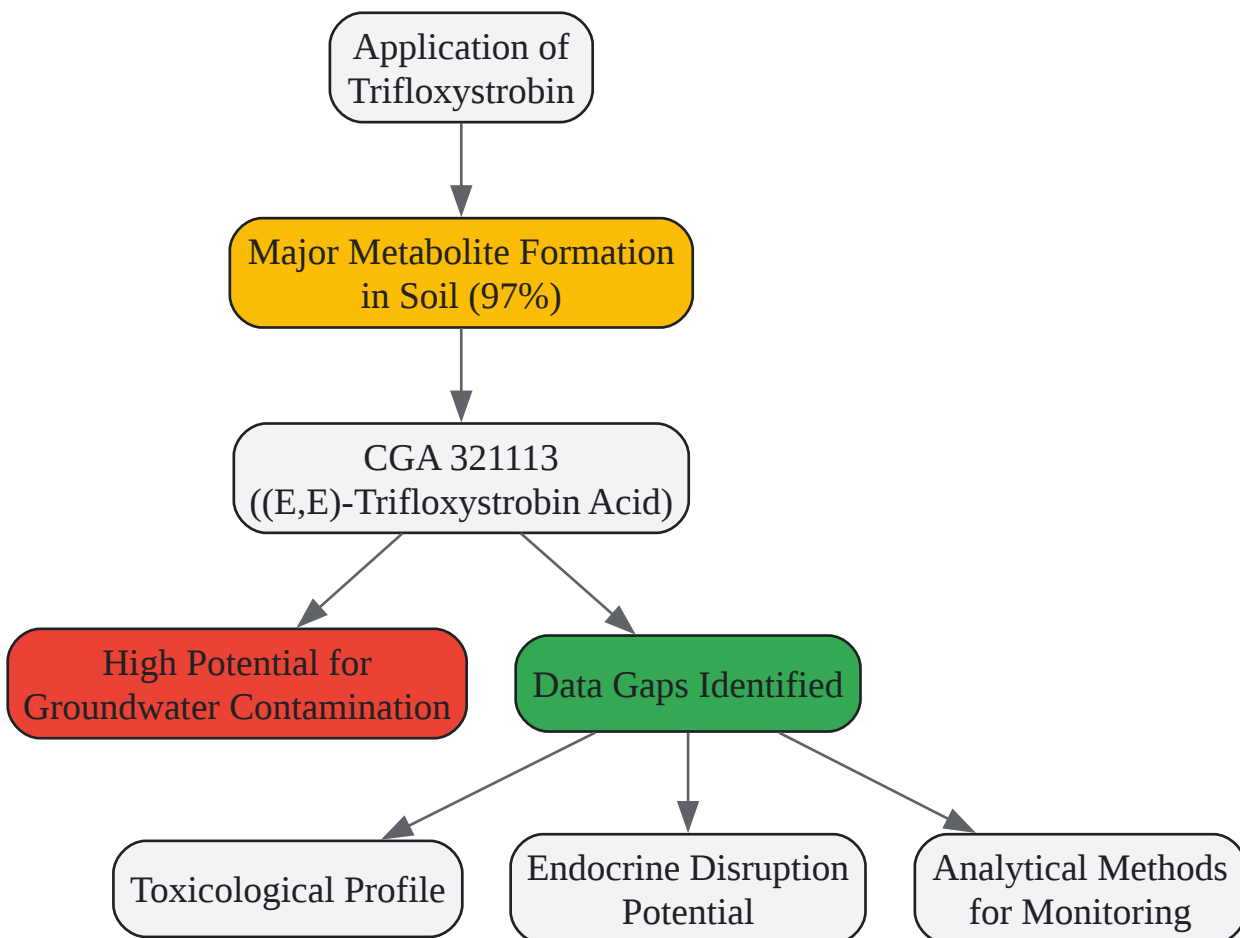 Application of
Trifloxystrobin
Major Metabolite Formation
in Soil (97%)
CGA 321113
((E,E)-Trifloxystrobin Acid)
High Potential for
Groundwater Contamination
Data Gaps Identified
Toxicological Profile
Endocrine Disruption
Potential
Analytical Methods
for Monitoring